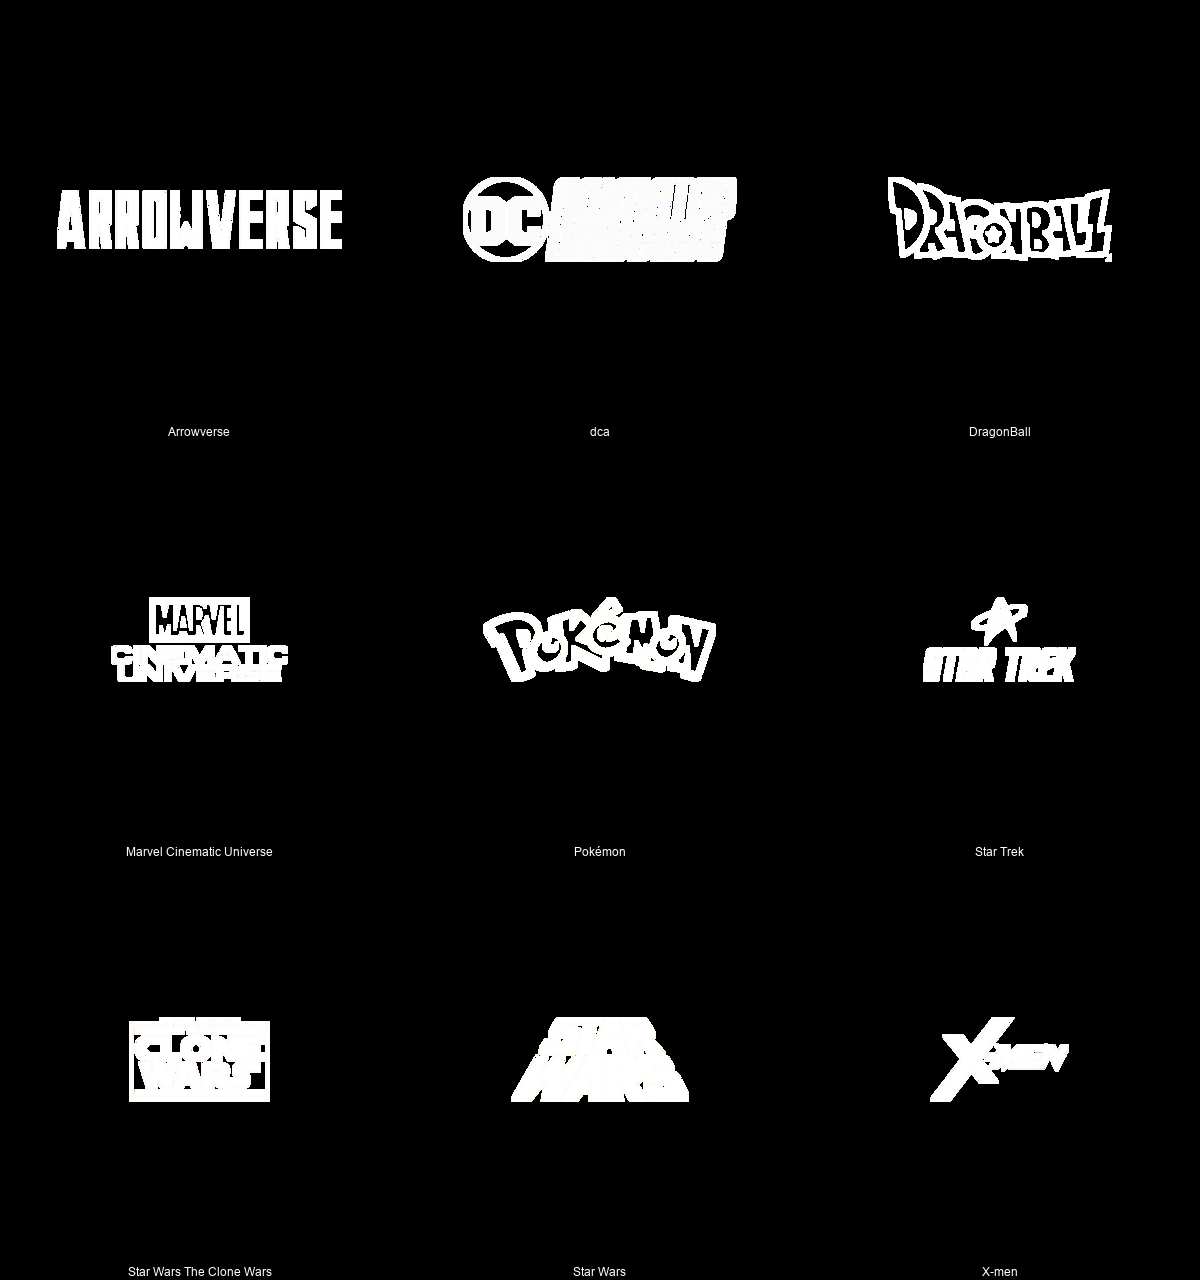 ARROWVERSE
DC
DRAGONBALL
Arrowverse
dca
DragonBall
MARVEL
CINEMATIC
UNIVERSE
POKéMON
STAR TREK
Marvel Cinematic Universe
Pokémon
Star Trek
CLONE
WARS
STAR
WARS
X-MEN
Star Wars The Clone Wars
Star Wars
X-men